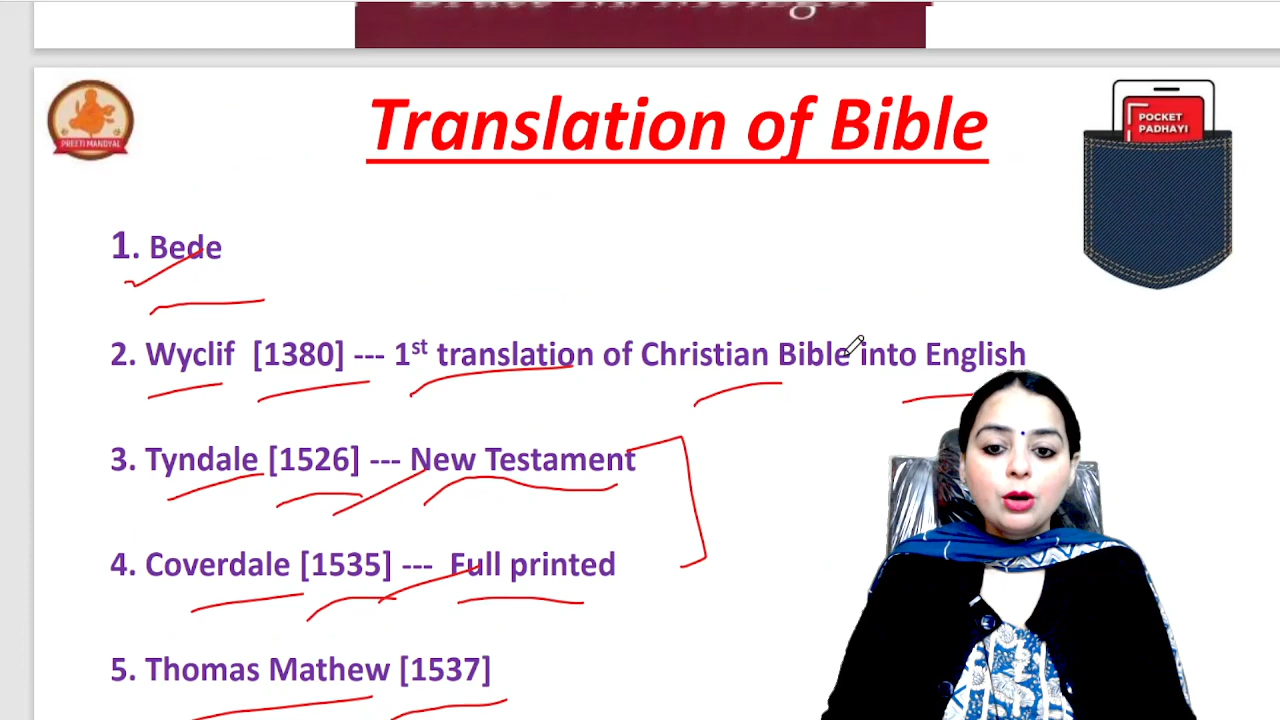 PREETI MANDYAL
Translation of Bible
POCKET
PADHAYI
1. Bede
2. Wyclif [1380] --- 1st translation of Christian Bible into English
3. Tyndale [1526] --- New Testament
4. Coverdale [1535] --- Full printed
5. Thomas Mathew [1537]